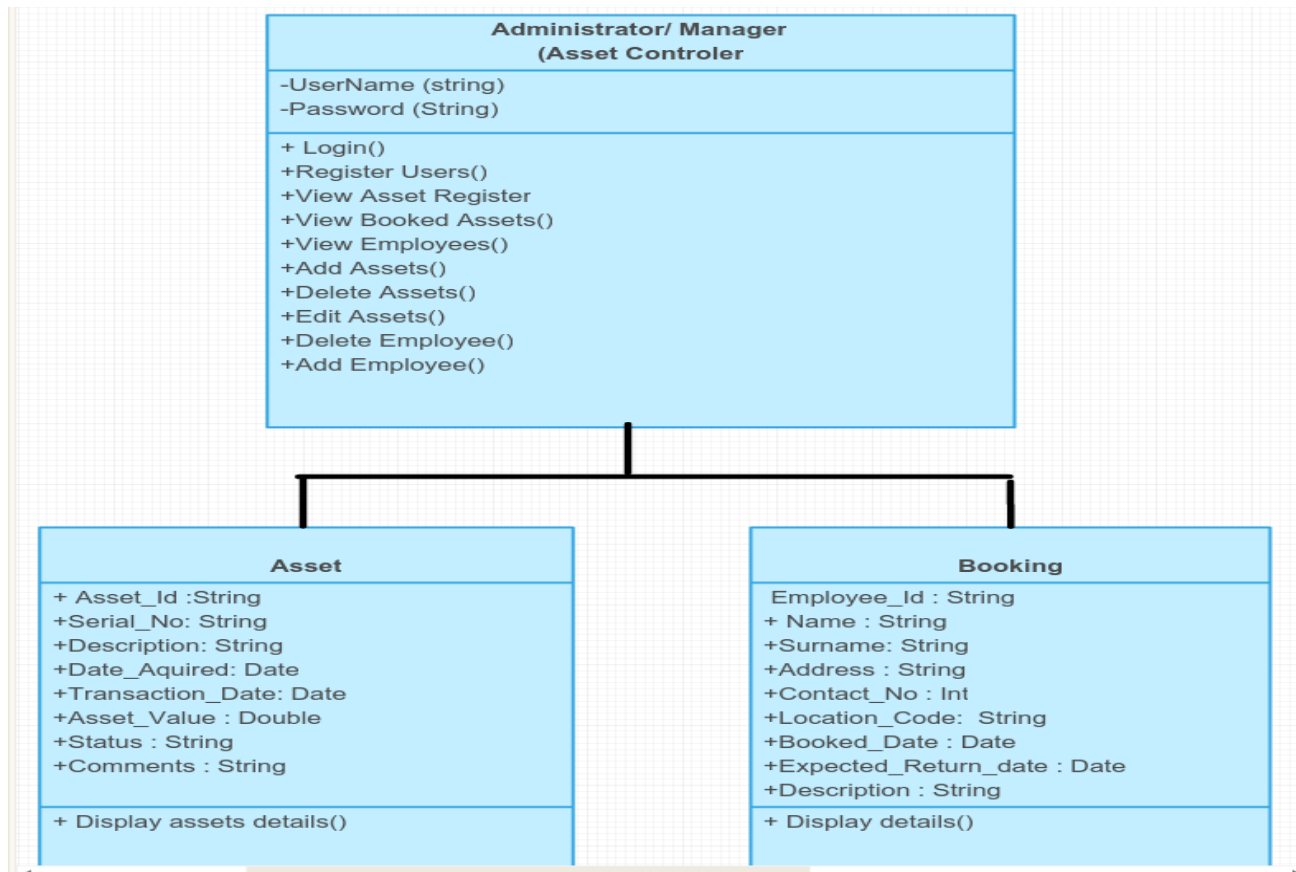 Administrator/ Manager
(Asset Controler
-UserName (string)
-Password (String)
+ Login()
+Register Users()
+View Asset Register
+View Booked Assets()
+View Employees()
+Add Assets()
+Delete Assets()
+Edit Assets()
+Delete Employee()
+Add Employee()
Asset
+ Asset_Id :String
+Serial_No: String
+Description: String
+Date_Aquired: Date
+Transaction_Date: Date
+Asset_Value : Double
+Status : String
+Comments : String
+ Display assets details()
Booking
Employee_Id : String
+ Name : String
+Surname: String
+Address : String
+Contact_No : Int
+Location_Code: String
+Booked_Date : Date
+Expected_Return_date : Date
+Description : String
+ Display details()